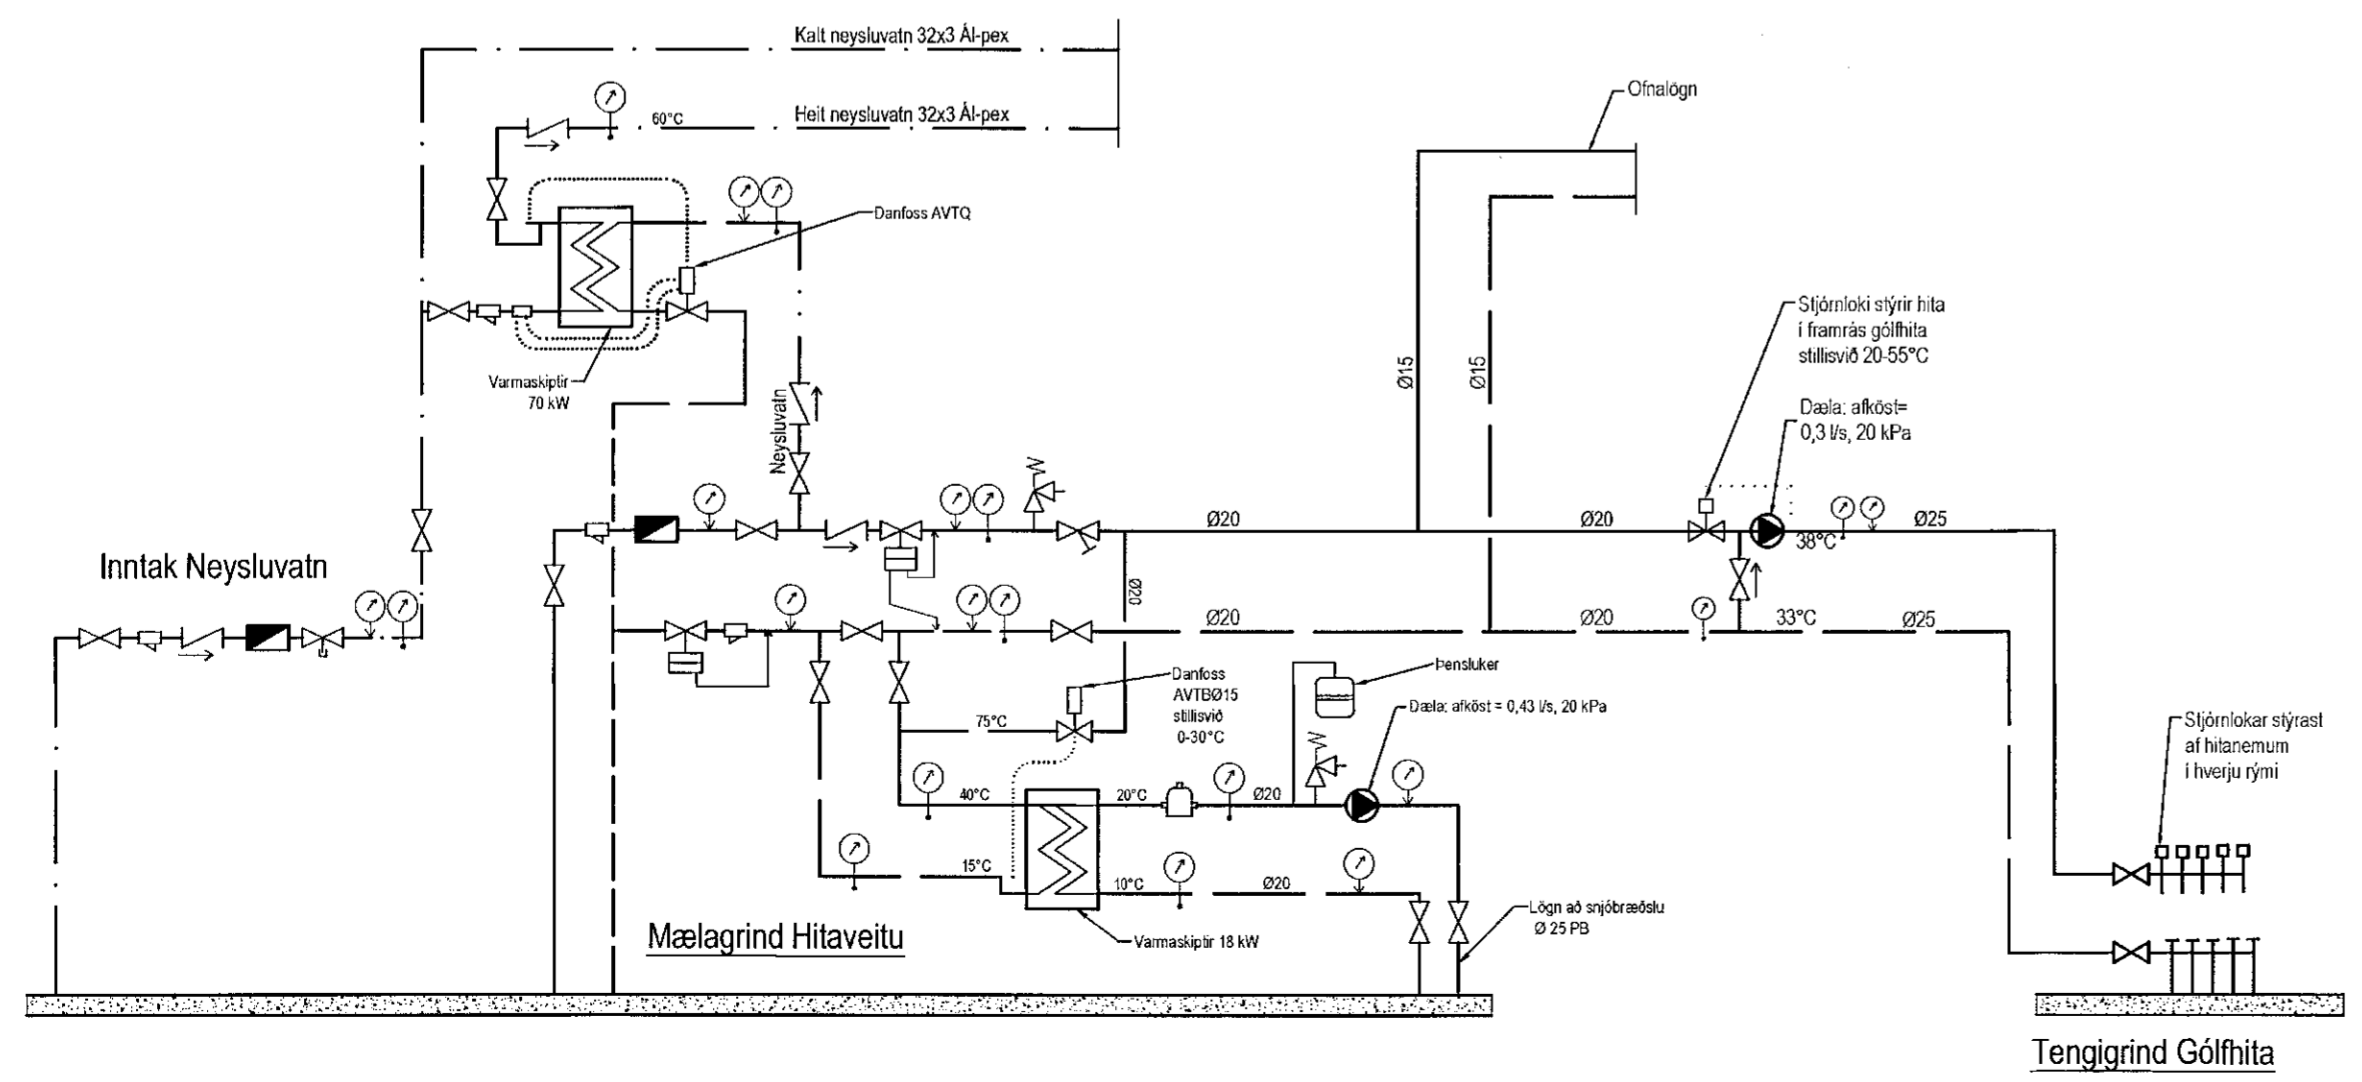 Kalt neysluvatn 32x3 Ál-pex
60°C
Heit neysluvatn 32x3 Ál-pex
Ofnalögn
Danfoss AVTQ
Varmaskiptir
70 kW
Neysluvatn
Ø15
Ø15
Stjórnloki stýrir hita
í framrás gólfhita
stillisvið 20-55°C
Dæla: afköst=
0,3 l/s, 20 kPa
Ø20
Ø20
38°C
Ø25
Inntak Neysluvatn
Ø20
Ø20
Ø20
33°C
Ø25
Danfoss
AVTBØ15
stillisvið
0-30°C
75°C
Þensluker
Dæla: afköst = 0,43 l/s, 20 kPa
Stjórnlokar stýrast
af hitanemum
í hverju rými
40°C
20°C
Ø20
15°C
10°C
Ø20
Mælagrind Hitaveitu
Varmaskiptir 18 kW
Lögn að snjóbræðslu
Ø 25 PB
Tengigrind Gólfhita